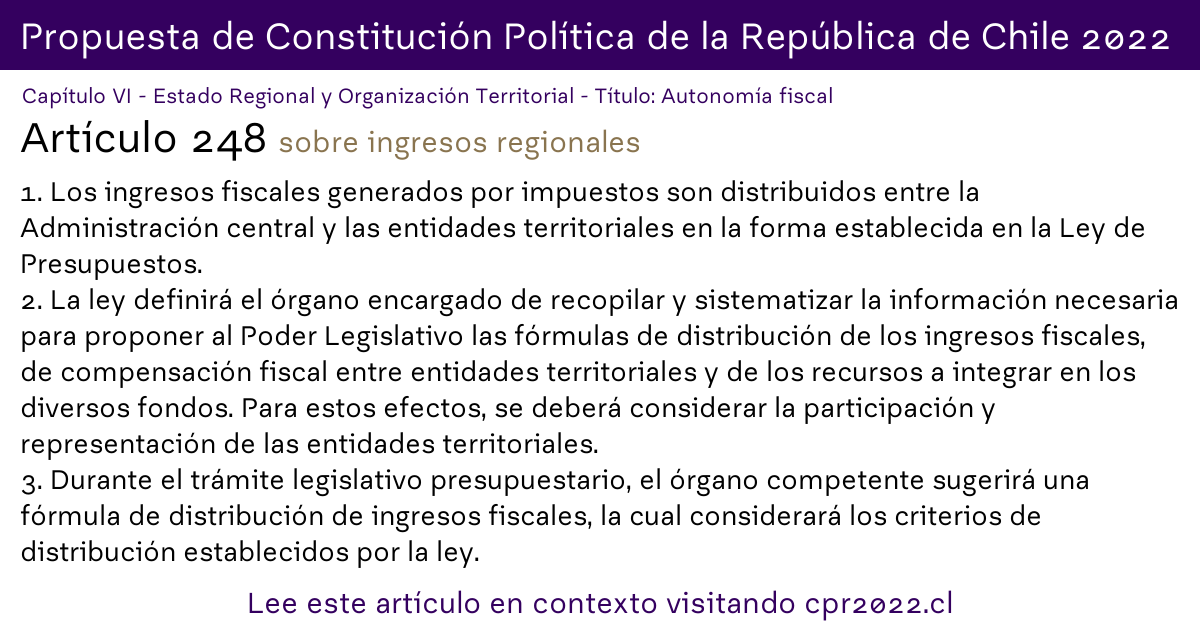 Propuesta de Constitución Política de la República de Chile 2022
Capítulo VI - Estado Regional y Organización Territorial - Título: Autonomía fiscal
Artículo 248 sobre ingresos regionales
1. Los ingresos fiscales generados por impuestos son distribuidos entre la
Administración central y las entidades territoriales en la forma establecida en la Ley de
Presupuestos.
2. La ley definirá el órgano encargado de recopilar y sistematizar la información necesaria
para proponer al Poder Legislativo las fórmulas de distribución de los ingresos fiscales,
de compensación fiscal entre entidades territoriales y de los recursos a integrar en los
diversos fondos. Para estos efectos, se deberá considerar la participación y
representación de las entidades territoriales.
3. Durante el trámite legislativo presupuestario, el órgano competente sugerirá una
fórmula de distribución de ingresos fiscales, la cual considerará los criterios de
distribución establecidos por la ley.
Lee este artículo en contexto visitando cpr2022.cl